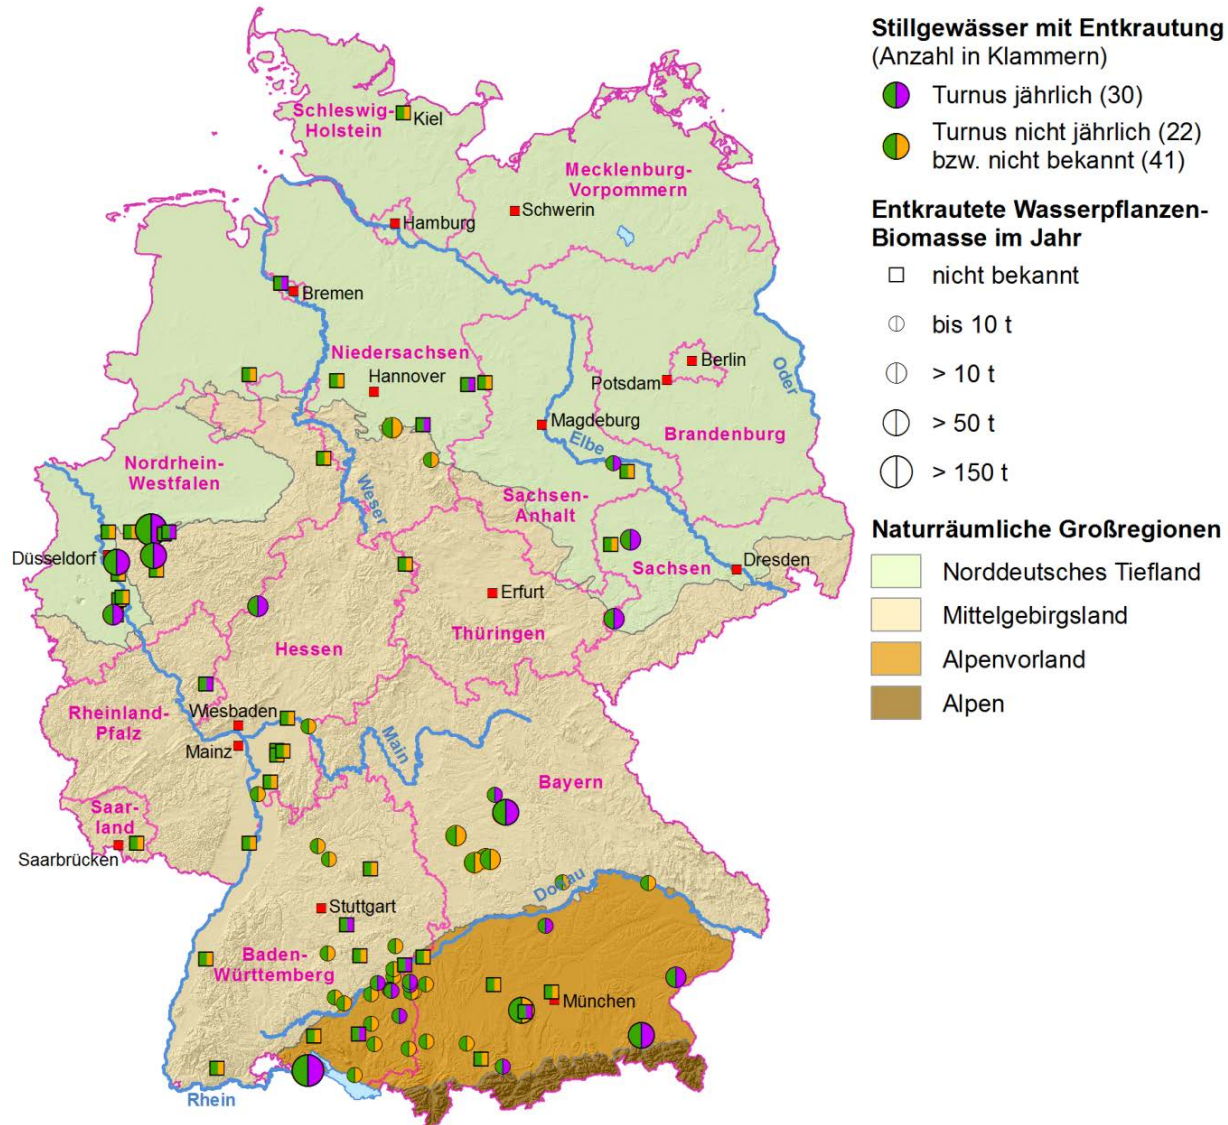 Stillgewässer mit Entkrautung
(Anzahl in Klammern)
Turnus jährlich (30)
Turnus nicht jährlich (22)
bzw. nicht bekannt (41)
Entkrautete Wasserpflanzen-
Biomasse im Jahr
nicht bekannt
bis 10 t
> 10 t
> 50 t
> 150 t
Naturräumliche Großregionen
Norddeutsches Tiefland
Mittelgebirgsland
Alpenvorland
Alpen
Schleswig-
Holstein
Kiel
Mecklenburg-
Vorpommern
Schwerin
Hamburg
Bremen
Niedersachsen
Hannover
Berlin
Potsdam
Oder
Magdeburg
Brandenburg
Elbe
Nordrhein-
Westfalen
Weser
Sachsen-
Anhalt
Düsseldorf
Dresden
Sachsen
Erfurt
Thüringen
Hessen
Rheinland-
Pfalz
Wiesbaden
Mainz
Main
Bayern
Saar-
land
Saarbrücken
Donau
Stuttgart
Baden-
Württemberg
München
Rhein